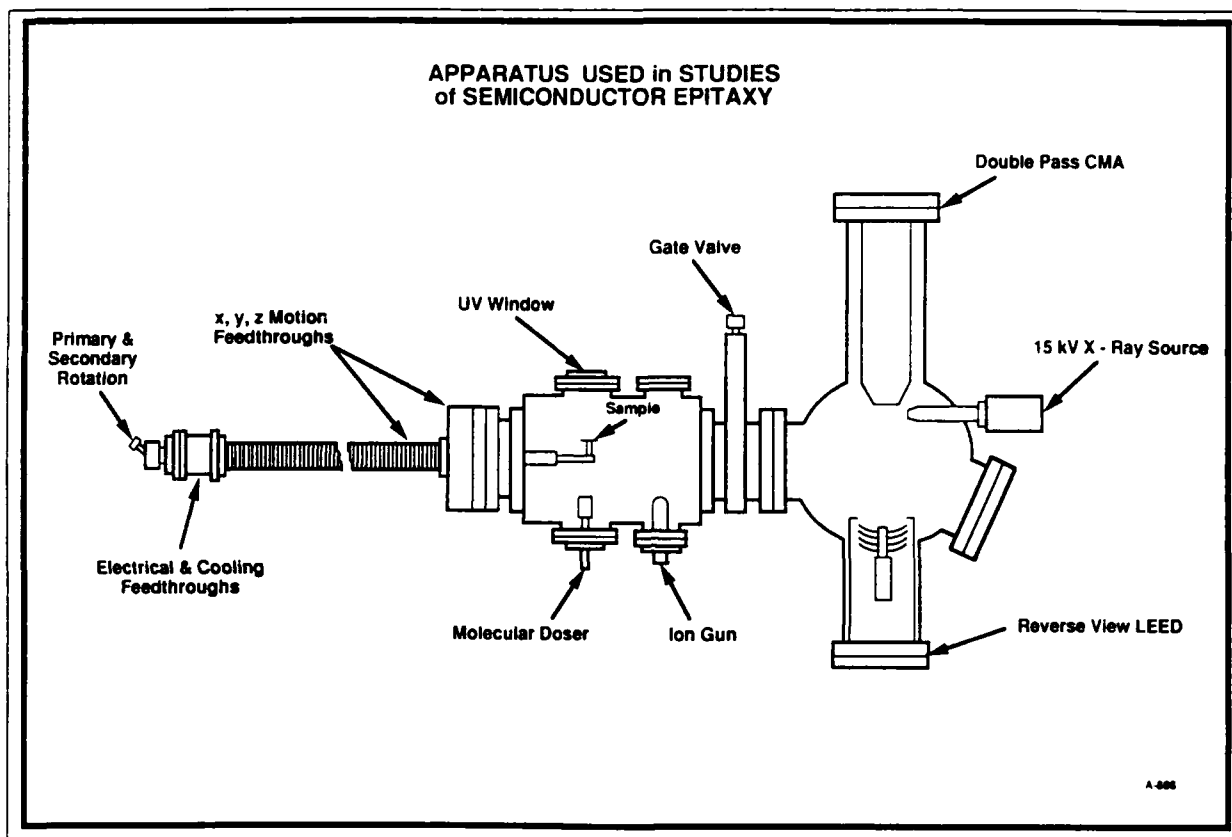 APPARATUS USED in STUDIES
of SEMICONDUCTOR EPITAXY
Double Pass CMA
Gate Valve
UV Window
x, y, z Motion
Feedthroughs
Primary &
Secondary
Rotation
15 kV X - Ray Source
Sample
Electrical & Cooling
Feedthroughs
Molecular Doser
Ion Gun
Reverse View LEED